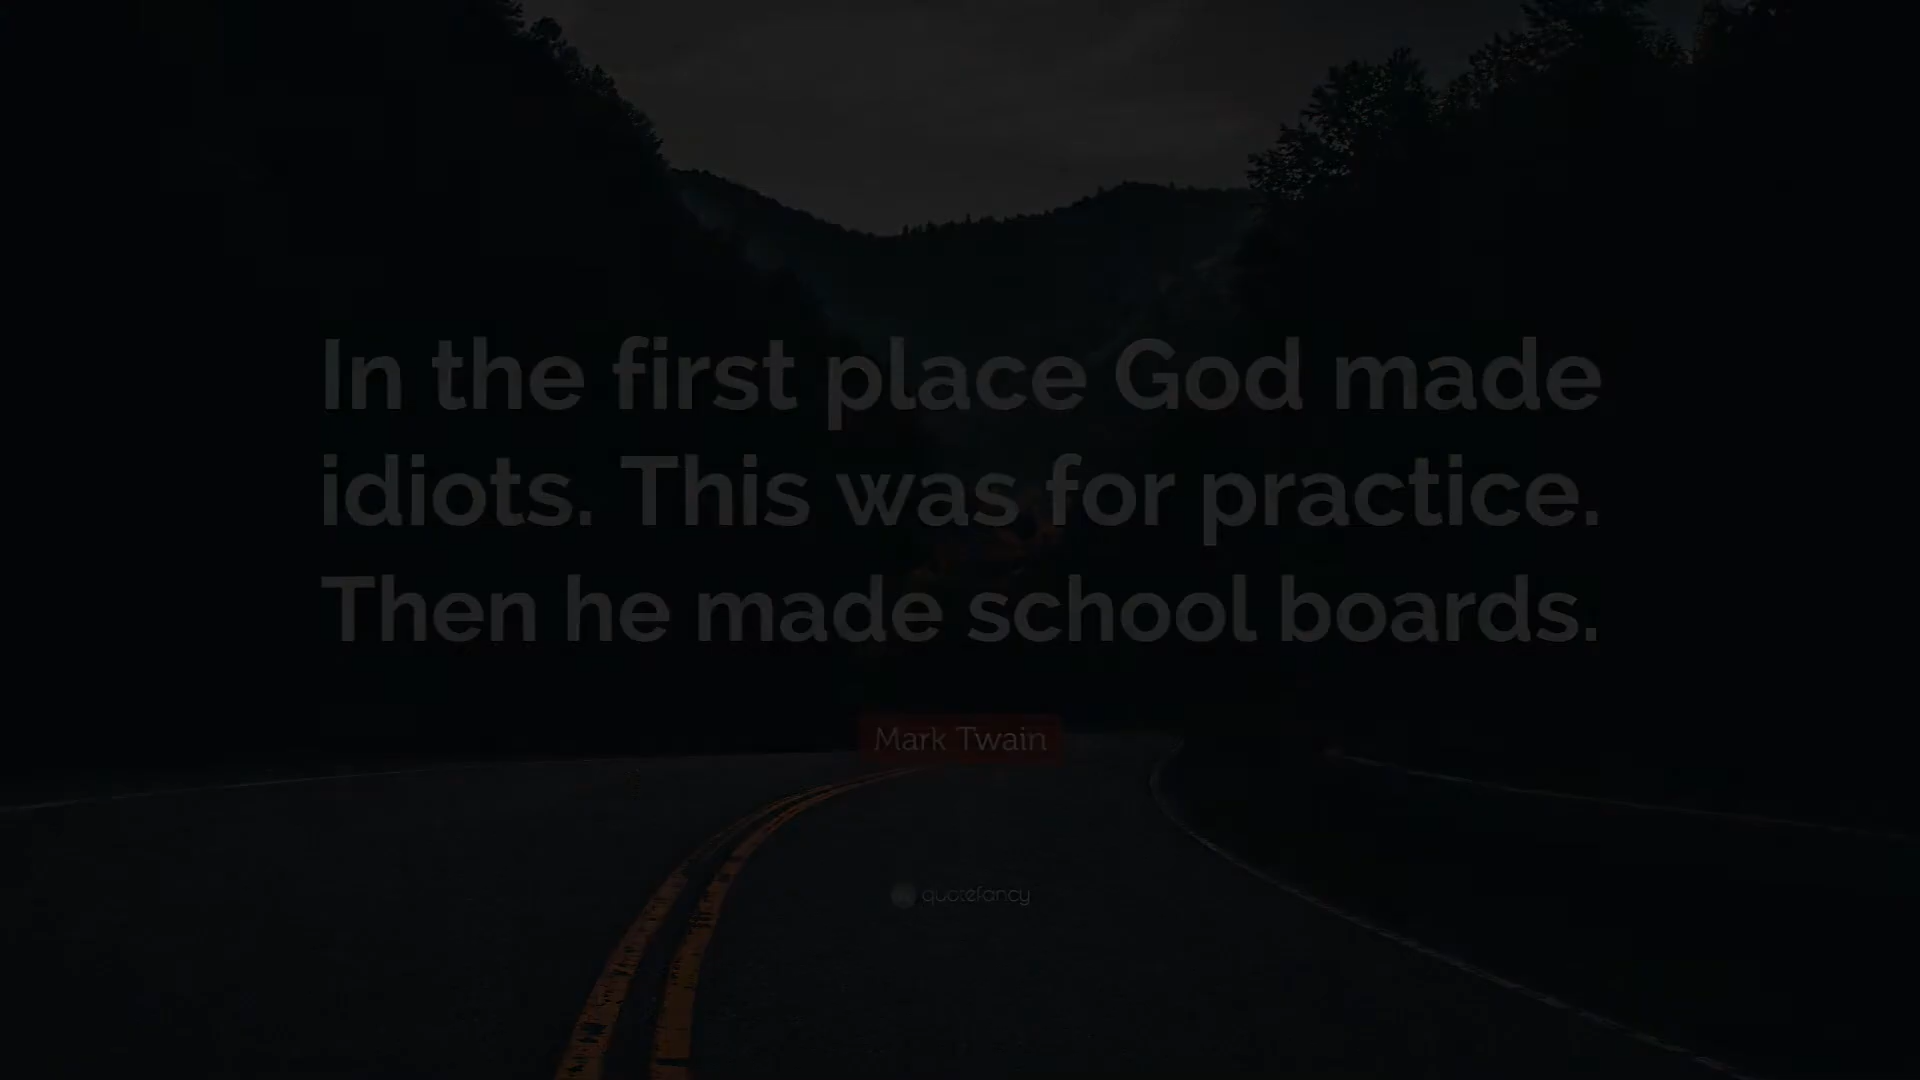 In the first place God made
idiots. This was for practice.
Then he made school boards.
Mark Twain
quotefancy